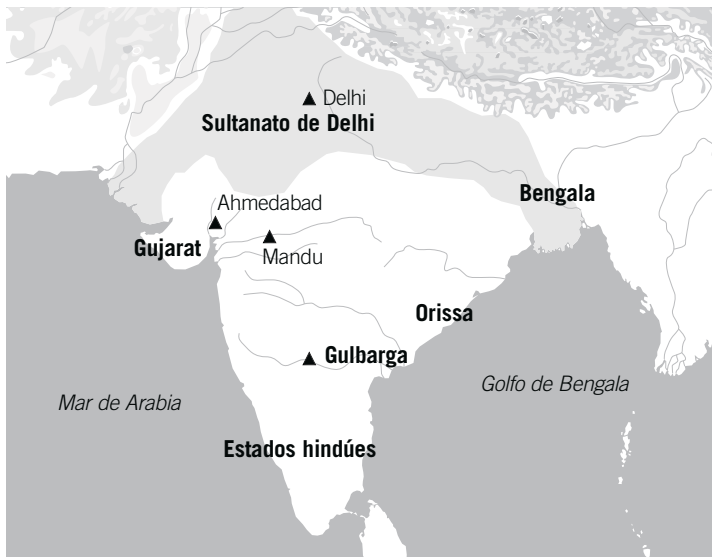 Delhi
Sultanato de Delhi
Bengala
Ahmedabad
Gujarat
Mandu
Orissa
Gulbarga
Golfo de Bengala
Mar de Arabia
Estados hindúes